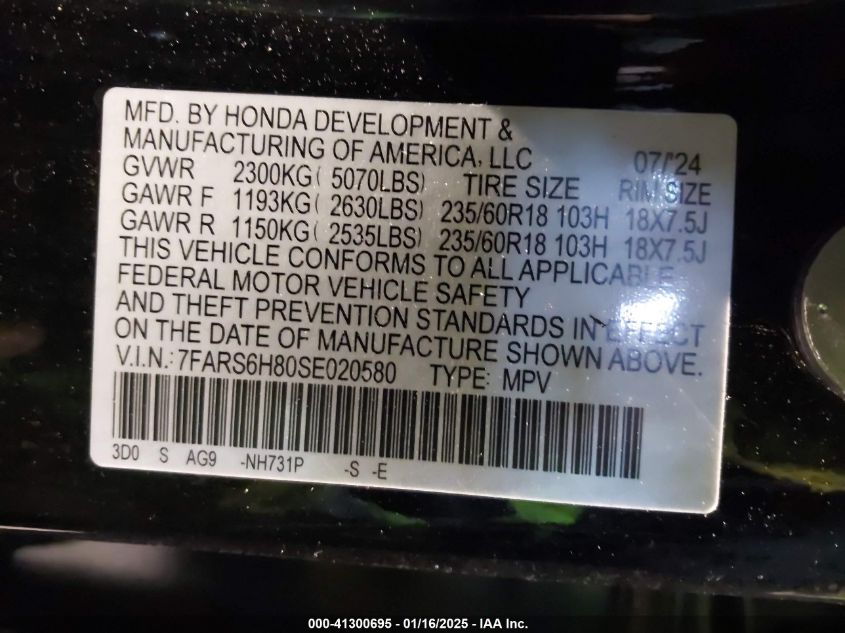 MFD. BY HONDA DEVELOPMENT &
MANUFACTURING OF AMERICA, LLC 07/'24
GVWR 2300KG( 5070LBS) TIRE SIZE RIM SIZE
GAWR F 1193KG( 2630LBS) 235/60R18 103H 18X7.5J
GAWR R 1150KG( 2535LBS) 235/60R18 103H 18X7.5J
THIS VEHICLE CONFORMS TO ALL APPLICABLE
FEDERAL MOTOR VEHICLE SAFETY
AND THEFT PREVENTION STANDARDS IN EFFECT
ON THE DATE OF MANUFACTURE SHOWN ABOVE.
V.I.N.: 7FARS6H80SE020580 TYPE: MPV
3D0 S AG9 -NH731P -S -E
000-41300695 - 01/16/2025 - IAA Inc.